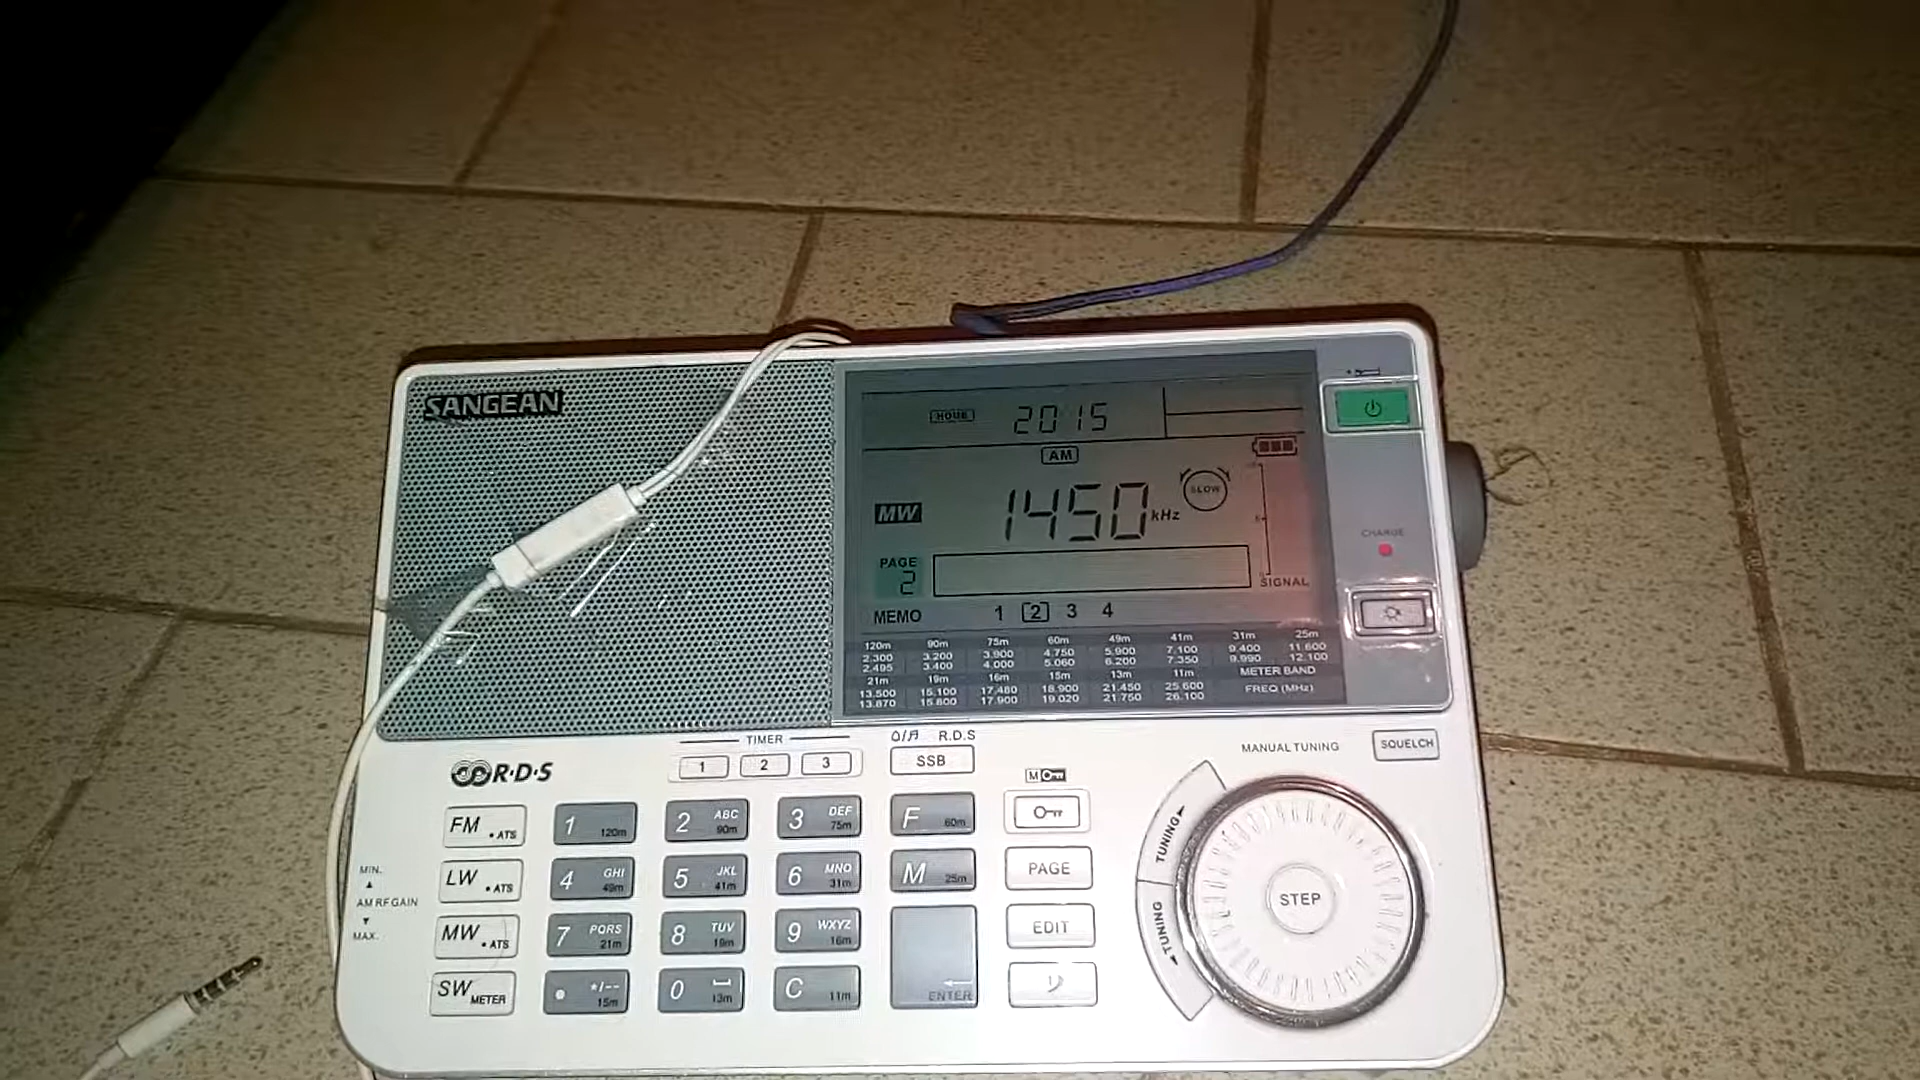 SANGEAN
HOUR 2015
AM
MW 1450 kHz SLOW
PAGE
2
SIGNAL
MEMO 1 2 3 4
CHARGE
120m 90m 75m 60m 49m 41m 31m 25m
2.300 3.200 3.900 4.750 5.900 7.100 9.400 11.600
2.495 3.400 4.000 5.060 6.200 7.350 9.990 12.100
21m 19m 16m 15m 13m 11m METER BAND
13.500 15.100 17.480 18.900 21.450 25.600 FREQ (MHz)
13.870 15.800 17.900 19.020 21.750 26.100
R·D·S
TIMER
1 2 3
R.D.S
SSB
M
MANUAL TUNING
SQUELCH
FM •ATS
1 120m
2 ABC 90m
3 DEF 75m
F 60m
LW •ATS
4 GHI 49m
5 JKL 41m
6 MNO 31m
M 25m
PAGE
MW •ATS
7 PQRS 21m
8 TUV 19m
9 WXYZ 16m
EDIT
SW METER
• */-- 15m
0 13m
C 11m
ENTER
MIN.
AM RF GAIN
MAX.
TUNING
TUNING
STEP